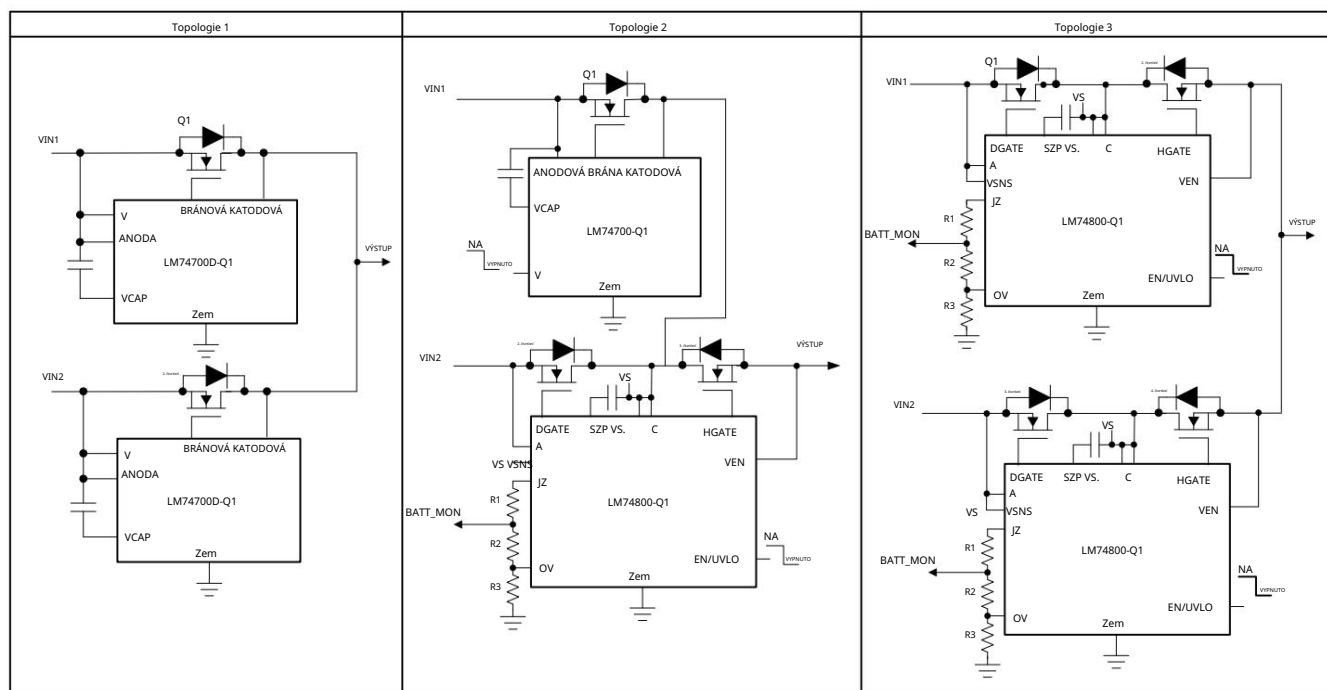 Topologie 1
Topologie 2
Topologie 3
Q1
VIN1
BRÁNOVÁ KATODOVÁ
V
ANODA
LM74700D-Q1
VCAP
Zem
VÝSTUP
VIN2
BRÁNOVÁ KATODOVÁ
V
ANODA
LM74700D-Q1
VCAP
Zem
Q1
VIN1
ANODOVÁ BRÁNA KATODOVÁ
VCAP
LM74700-Q1
NA
VYPNUTO
V
Zem
VIN2
VÝSTUP
VS
DGATE
SZP VS.
C
HGATE
A
VS VSNS
VEN
JZ
R1
LM74800-Q1
BATT_MON
R2
NA
VYPNUTO
EN/UVLO
OV
R3
Zem
Q1
VIN1
VS
DGATE
SZP VS.
C
HGATE
A
VSNS
VEN
JZ
R1
LM74800-Q1
BATT_MON
VÝSTUP
R2
NA
VYPNUTO
EN/UVLO
OV
R3
Zem
VIN2
VS
DGATE
SZP VS.
C
HGATE
A
VS
VSNS
VEN
JZ
R1
LM74800-Q1
BATT_MON
R2
NA
VYPNUTO
EN/UVLO
OV
R3
Zem